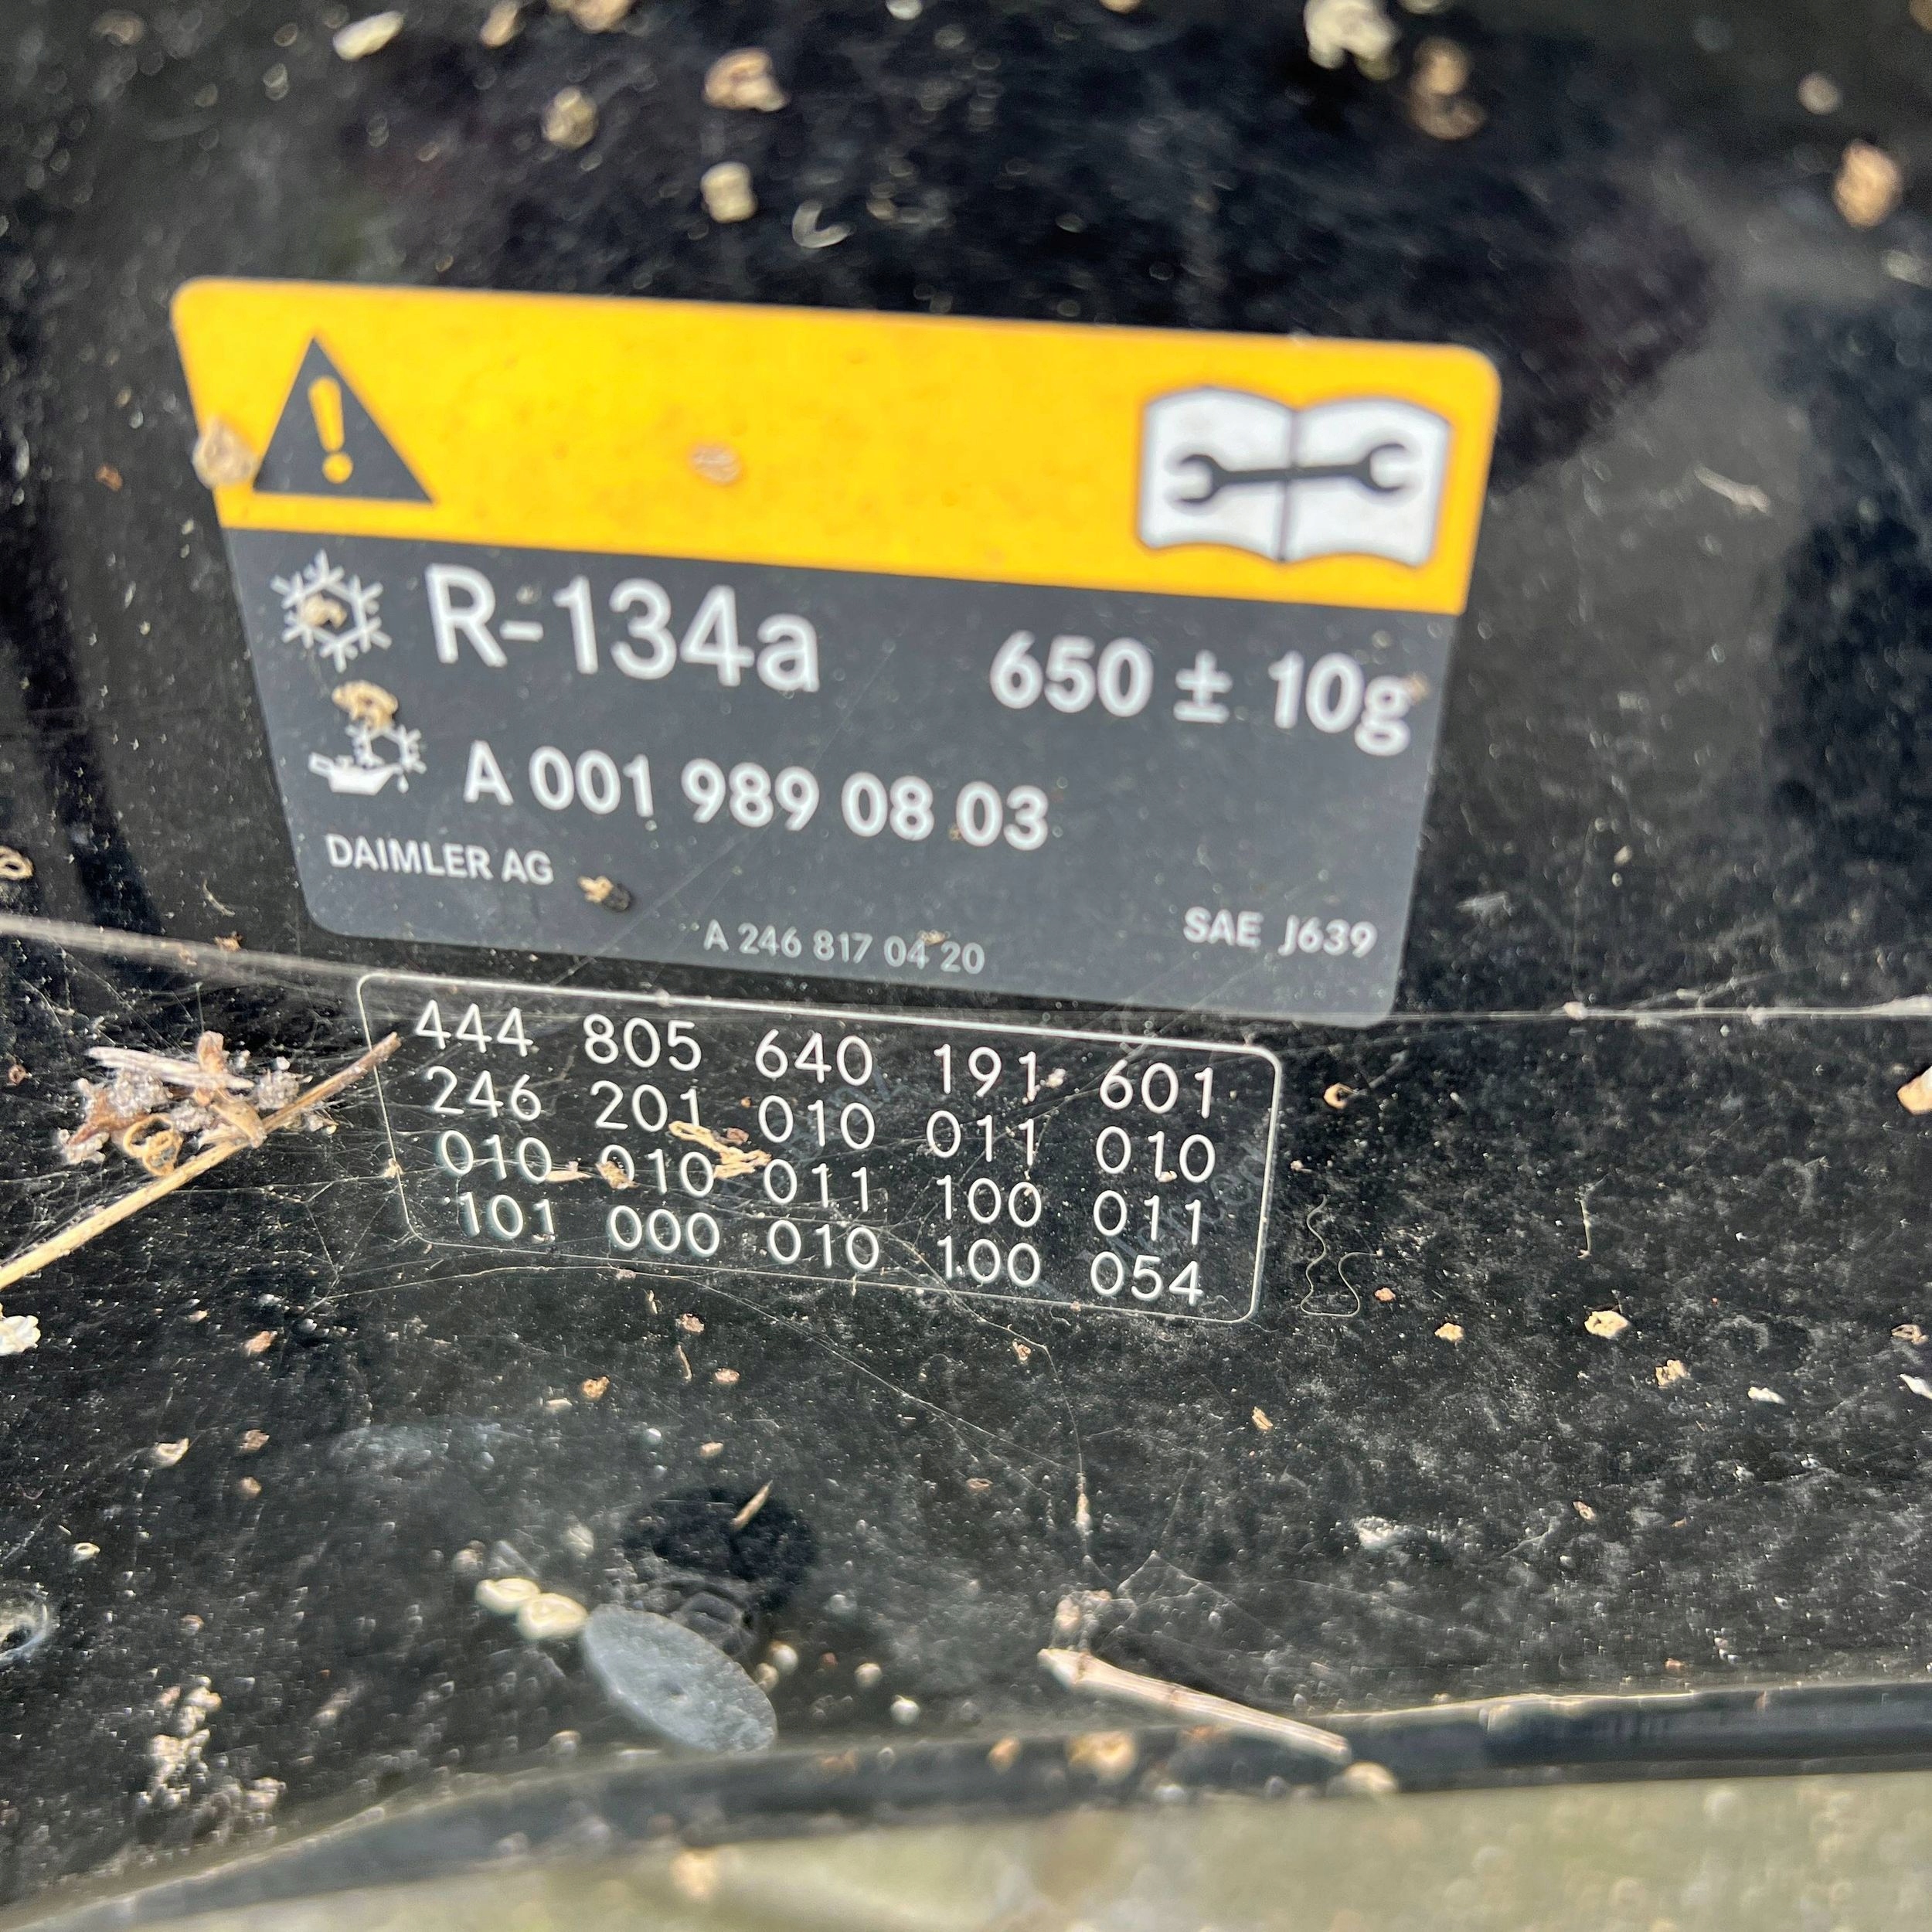 R-134a 650 ± 10g
A 001 989 08 03
DAIMLER AG
A 246 817 04 20 SAE J639
444 805 640 191 601
246 201 010 011 010
010 010 011 100 011
101 000 010 100 054